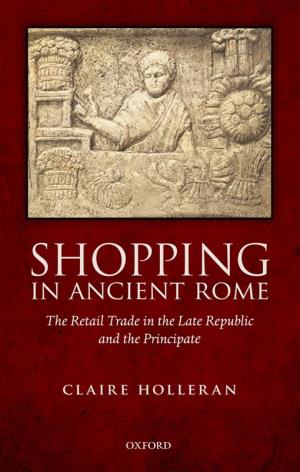 SHOPPING
IN ANCIENT ROME
The Retail Trade in the Late Republic
and the Principate
CLAIRE HOLLERAN
OXFORD